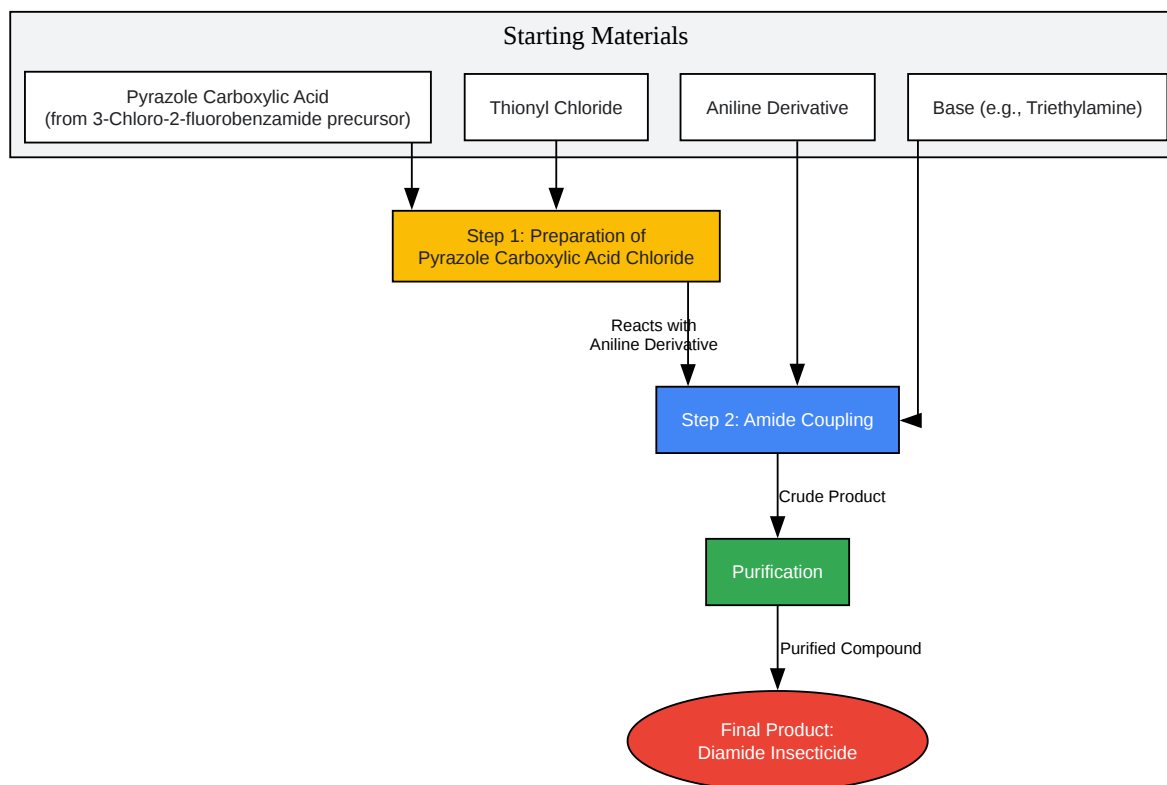 Starting Materials
Pyrazole Carboxylic Acid
(from 3-Chloro-2-fluorobenzamide precursor)
Thionyl Chloride
Aniline Derivative
Base (e.g., Triethylamine)
Step 1: Preparation of
Pyrazole Carboxylic Acid Chloride
Reacts with
Aniline Derivative
Step 2: Amide Coupling
Crude Product
Purification
Purified Compound
Final Product:
Diamide Insecticide